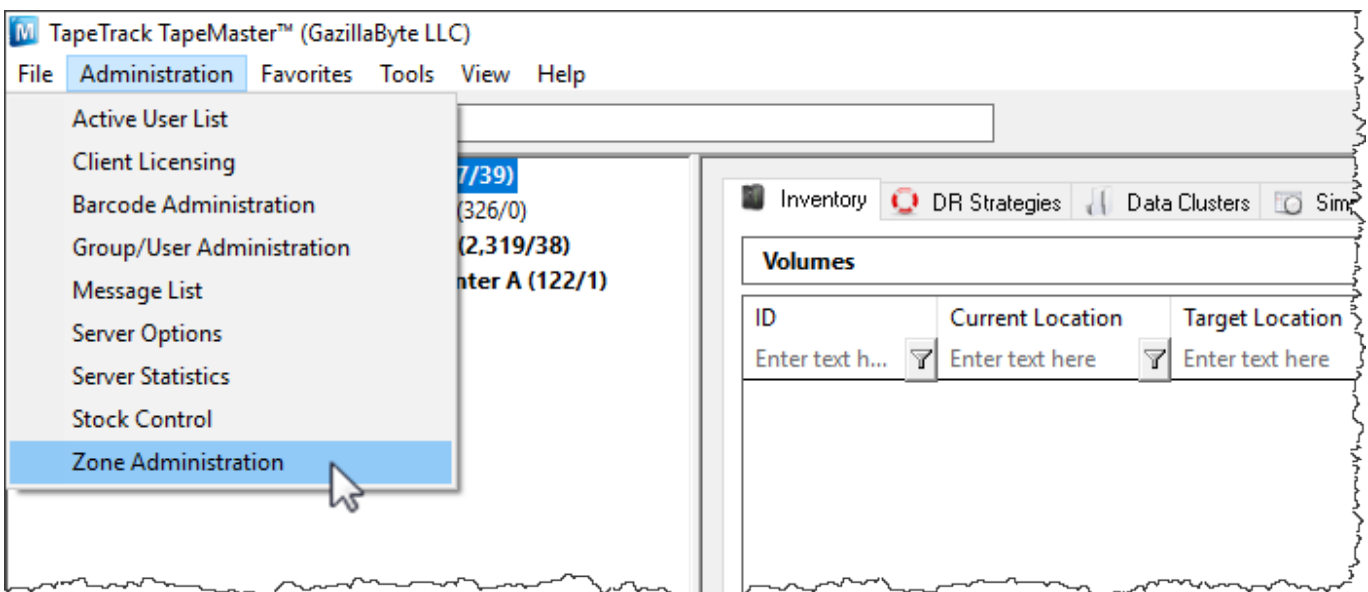 TapeTrack TapeMaster™ (GazillaByte LLC)
File Administration Favorites Tools View Help
Active User List
Client Licensing
Barcode Administration
Group/User Administration
Message List
Server Options
Server Statistics
Stock Control
Zone Administration
7/39)
(326/0)
(2,319/38)
nter A (122/1)
Inventory DR Strategies Data Clusters
Volumes
ID Current Location Target Location
Enter text h... Enter text here Enter text here